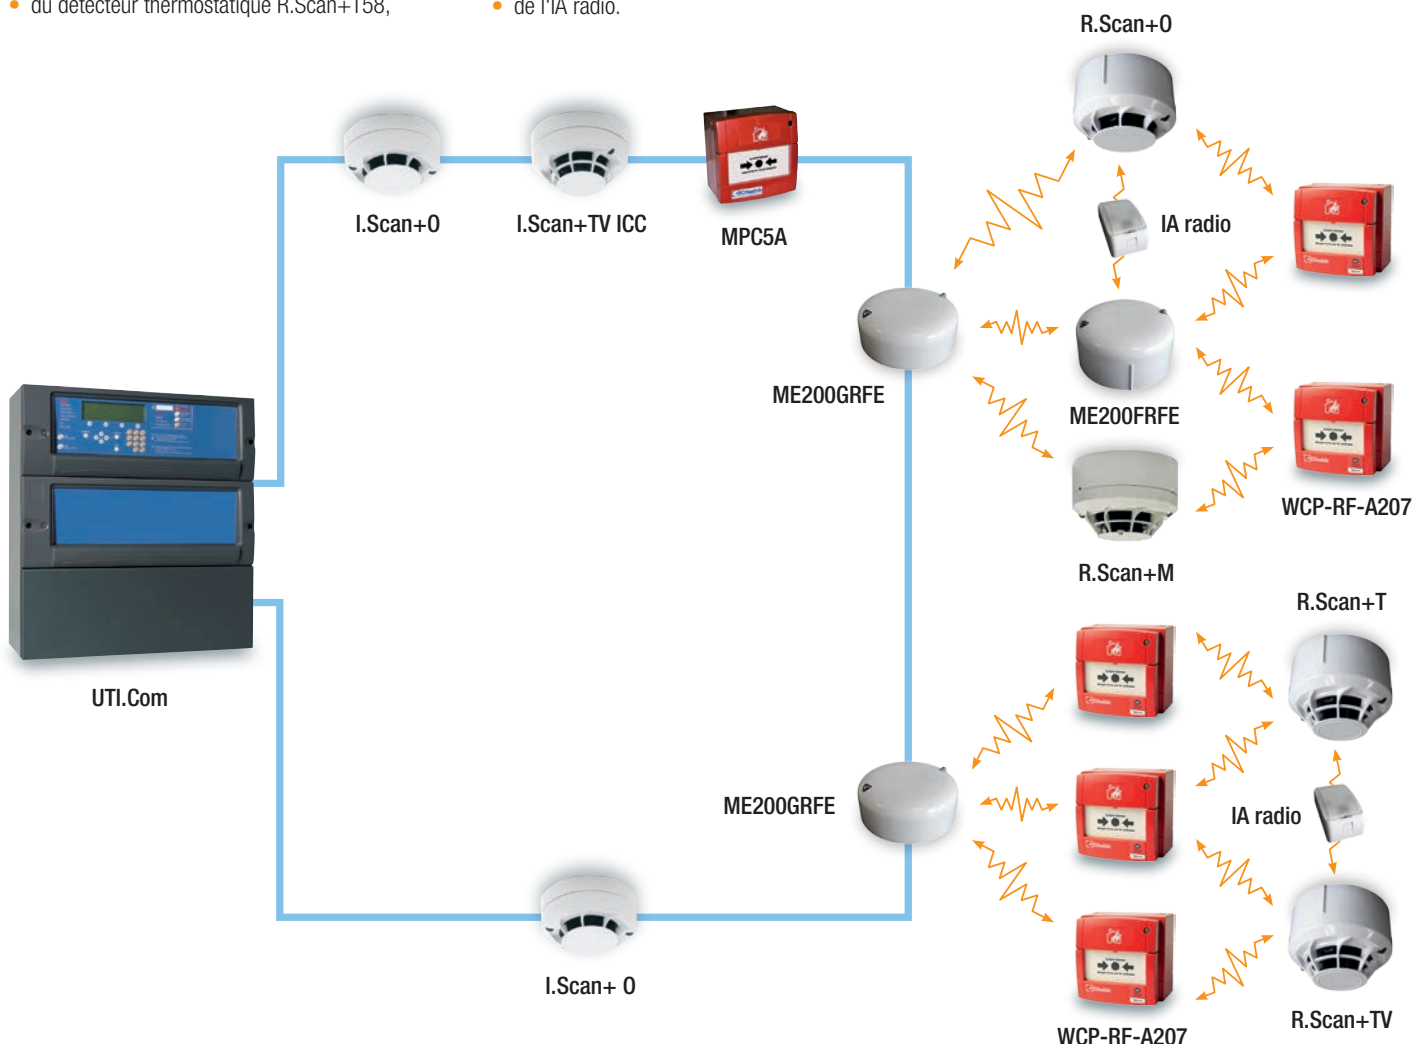 • du détecteur thermostatique R.Scan+T58,
• de l'IA radio.
R.Scan+O
I.Scan+O
I.Scan+TV ICC
MPC5A
IA radio
ME200GRFE
ME200FRFE
WCP-RF-A207
R.Scan+M
R.Scan+T
UTI.Com
ME200GRFE
IA radio
I.Scan+ O
R.Scan+TV
WCP-RF-A207